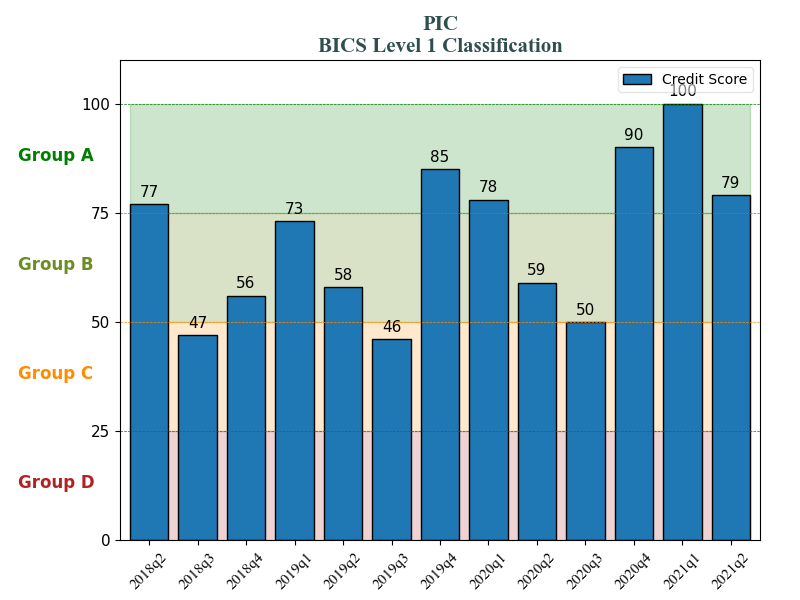 PIC
BICS Level 1 Classification
Credit Score
100
75
50
25
0
Group A
Group B
Group C
Group D
77
47
56
73
58
46
85
78
59
50
90
100
79
2018q2
2018q3
2018q4
2019q1
2019q2
2019q3
2019q4
2020q1
2020q2
2020q3
2020q4
2021q1
2021q2